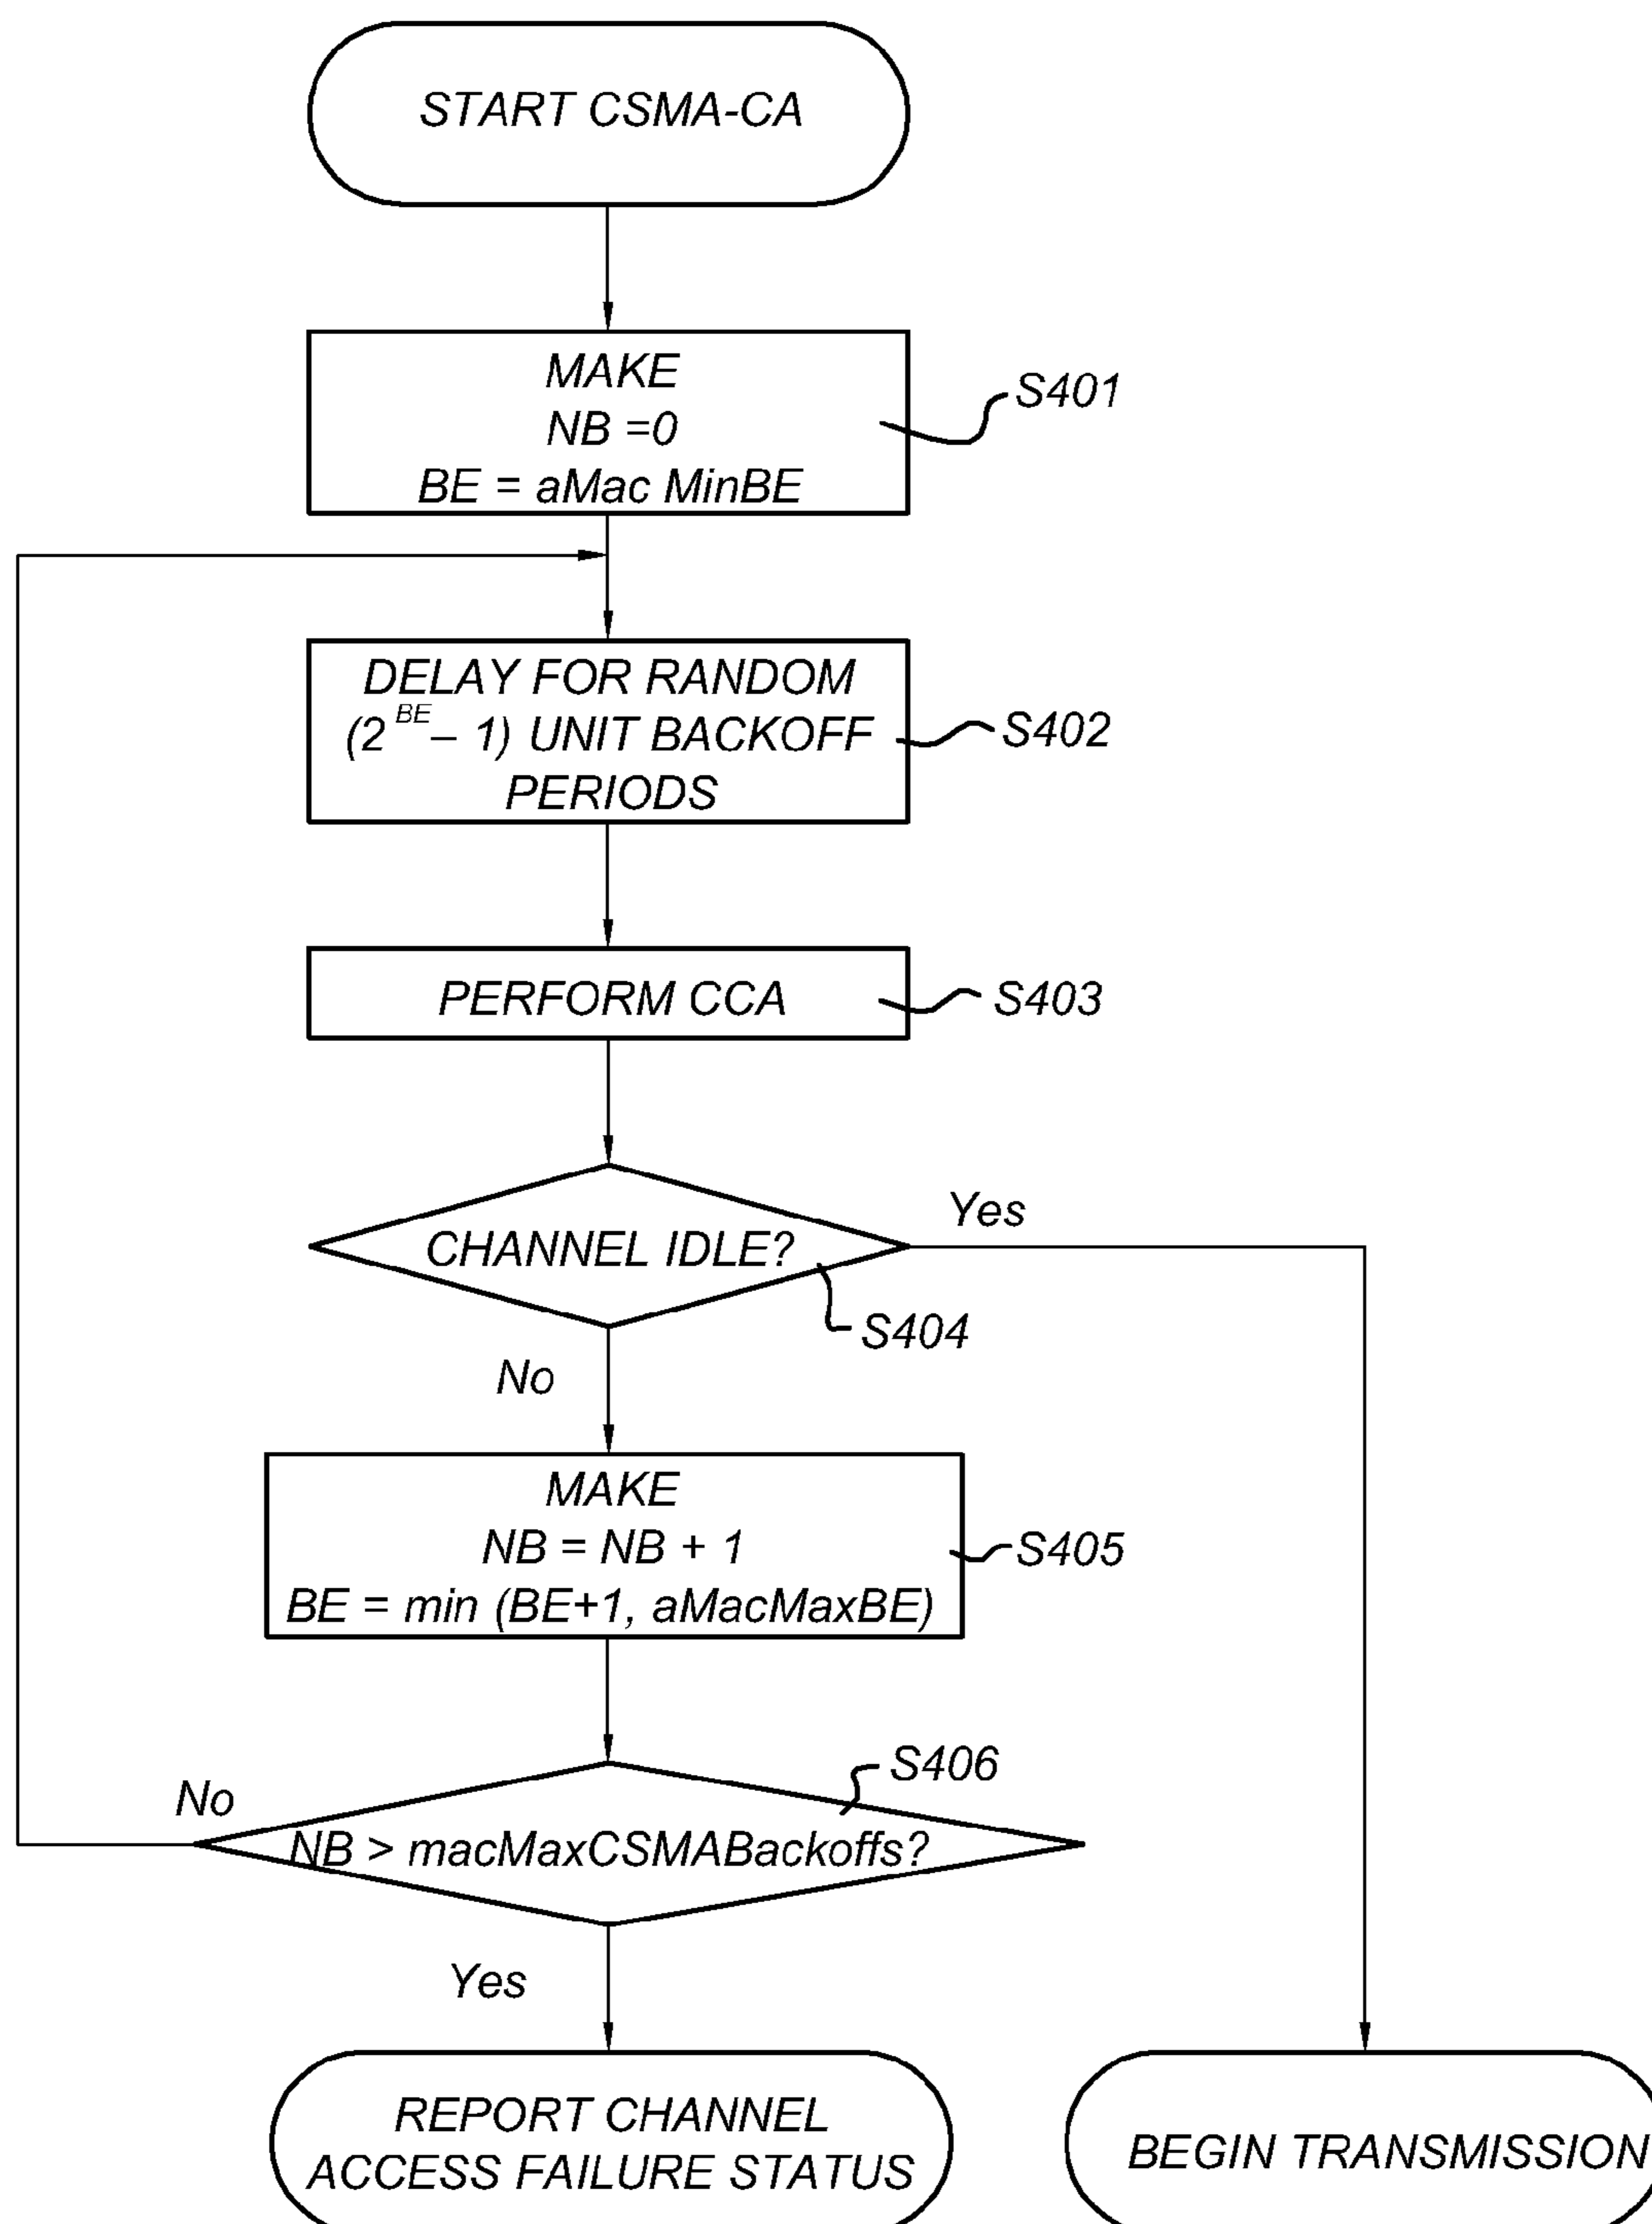 START CSMA-CA
MAKE
NB =0
BE = aMac MinBE
S401
DELAY FOR RANDOM
(2^BE – 1) UNIT BACKOFF
PERIODS
S402
PERFORM CCA
S403
CHANNEL IDLE?
Yes
S404
No
MAKE
NB = NB + 1
BE = min (BE+1, aMacMaxBE)
S405
S406
No
NB > macMaxCSMABackoffs?
Yes
REPORT CHANNEL
ACCESS FAILURE STATUS
BEGIN TRANSMISSION